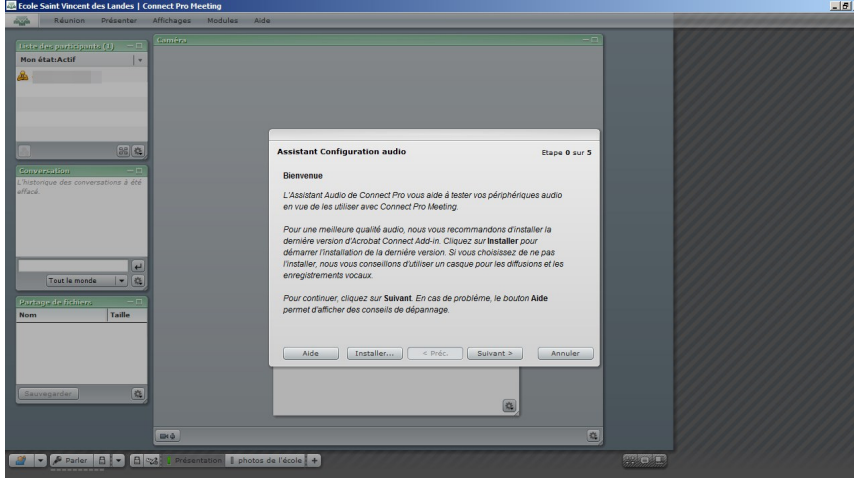 Ecole Saint Vincent des Landes | Connect Pro Meeting
Réunion Présenter Affichages Modules Aide
Liste des participants (1)
Mon état:Actif
Caméra
Assistant Configuration audio
Etape 0 sur 5
Bienvenue
L'Assistant Audio de Connect Pro vous aide à tester vos périphériques audio
en vue de les utiliser avec Connect Pro Meeting.
Pour une meilleure qualité audio, nous vous recommandons d'installer la
dernière version d'Acrobat Connect Add-in. Cliquez sur Installer pour
démarrer l'installation de la dernière version. Si vous choisissez de ne pas
l'installer, nous vous conseillons d'utiliser un casque pour les diffusions et les
enregistrements vocaux.
Pour continuer, cliquez sur Suivant. En cas de problème, le bouton Aide
permet d'afficher des conseils de dépannage.
Aide Installer... < Préc. Suivant > Annuler
Conversation
L'historique des conversations à été
effacé.
Tout le monde
Partage de fichiers
Nom Taille
Sauvegarder
Parler Présentation photos de l'école +